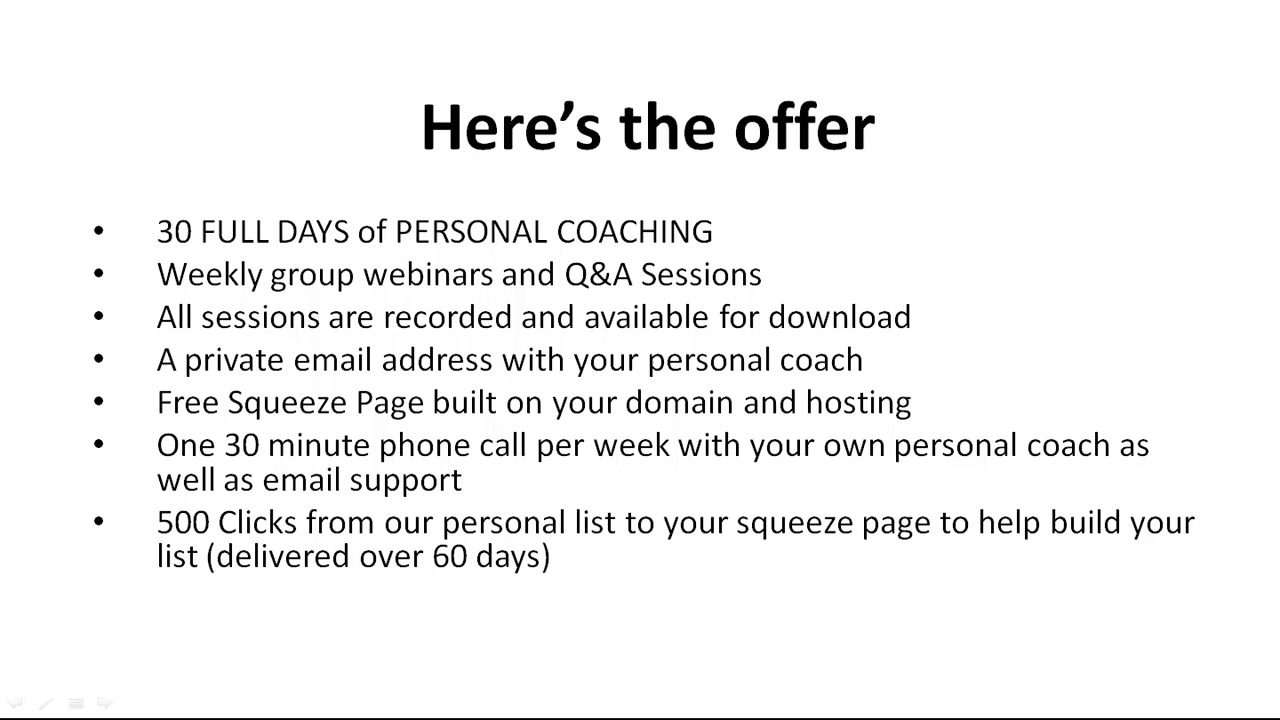 Here’s the offer
• 30 FULL DAYS of PERSONAL COACHING
• Weekly group webinars and Q&A Sessions
• All sessions are recorded and available for download
• A private email address with your personal coach
• Free Squeeze Page built on your domain and hosting
• One 30 minute phone call per week with your own personal coach as
well as email support
• 500 Clicks from our personal list to your squeeze page to help build your
list (delivered over 60 days)